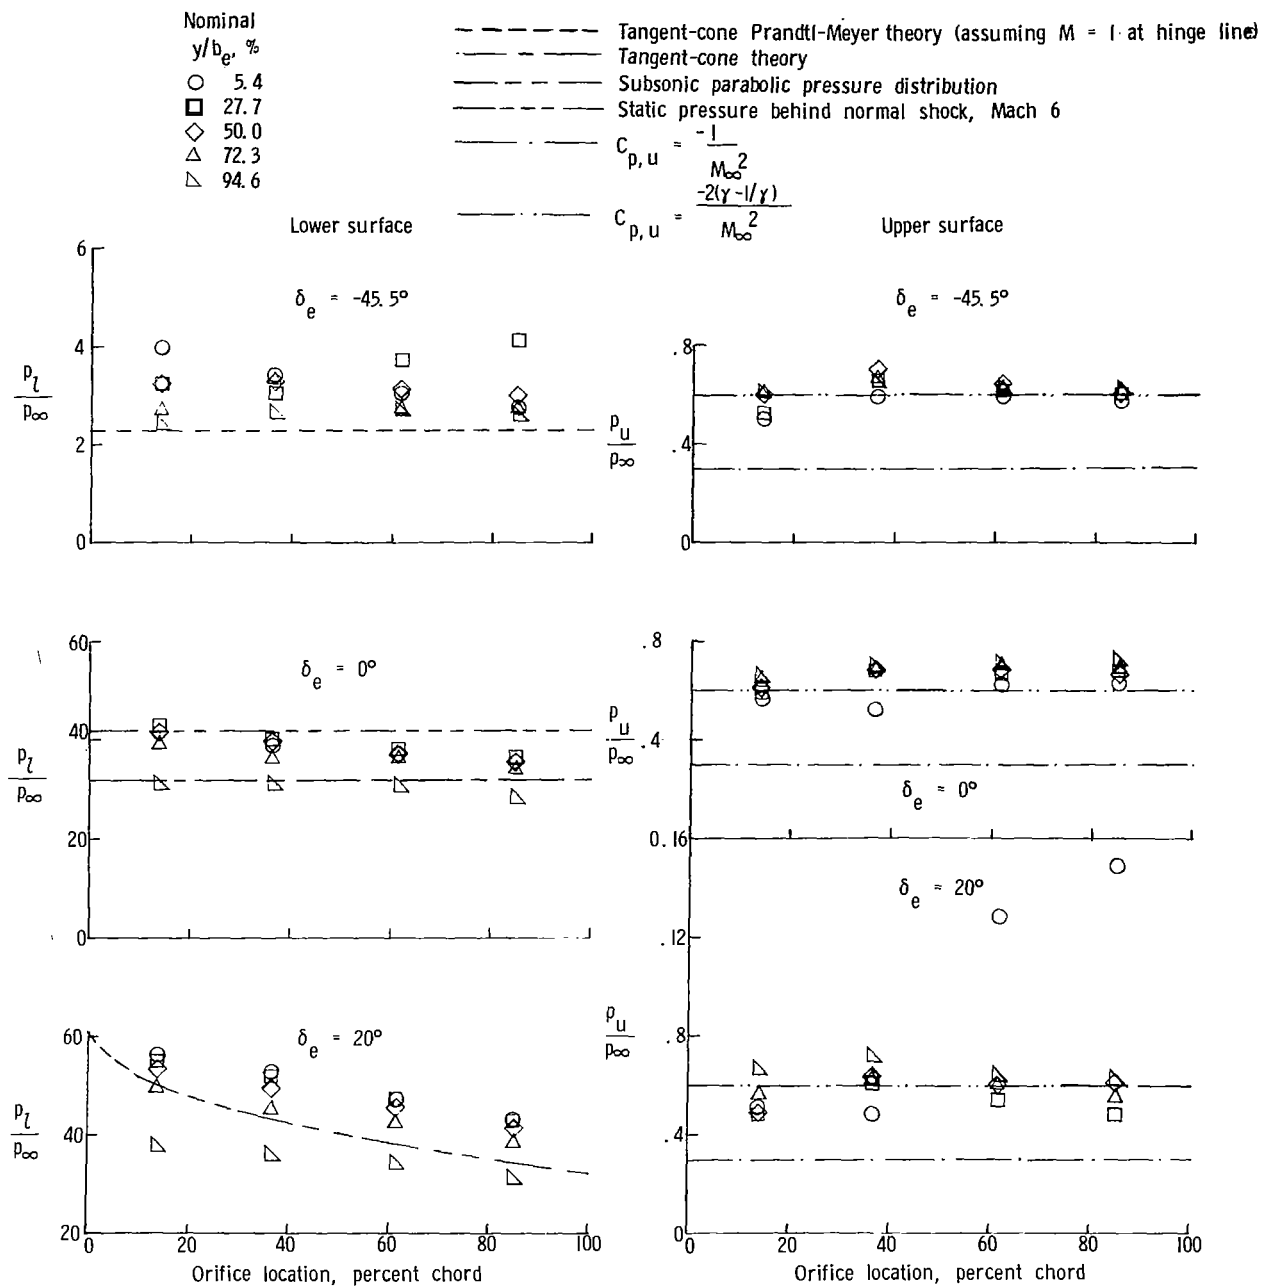 Nominal
y/b_e, %
5.4
27.7
50.0
72.3
94.6
Tangent-cone Prandtl-Meyer theory (assuming M = 1 at hinge line)
Tangent-cone theory
Subsonic parabolic pressure distribution
Static pressure behind normal shock, Mach 6
C_p,u = -1/M∞^2
C_p,u = -2(γ-1/γ)/M∞^2
Lower surface
Upper surface
6
δ_e = -45.5°
4
p_l/p∞
2
0
δ_e = -45.5°
.8
p_u/p∞
.4
0
60
δ_e = 0°
40
p_l/p∞
20
0
.8
p_u/p∞
.4
δ_e = 0°
0.16
δ_e = 20°
.12
p_u/p∞
.8
.4
0
0 20 40 60 80 100
Orifice location, percent chord
60
δ_e = 20°
p_l/p∞
40
20
0 20 40 60 80 100
Orifice location, percent chord